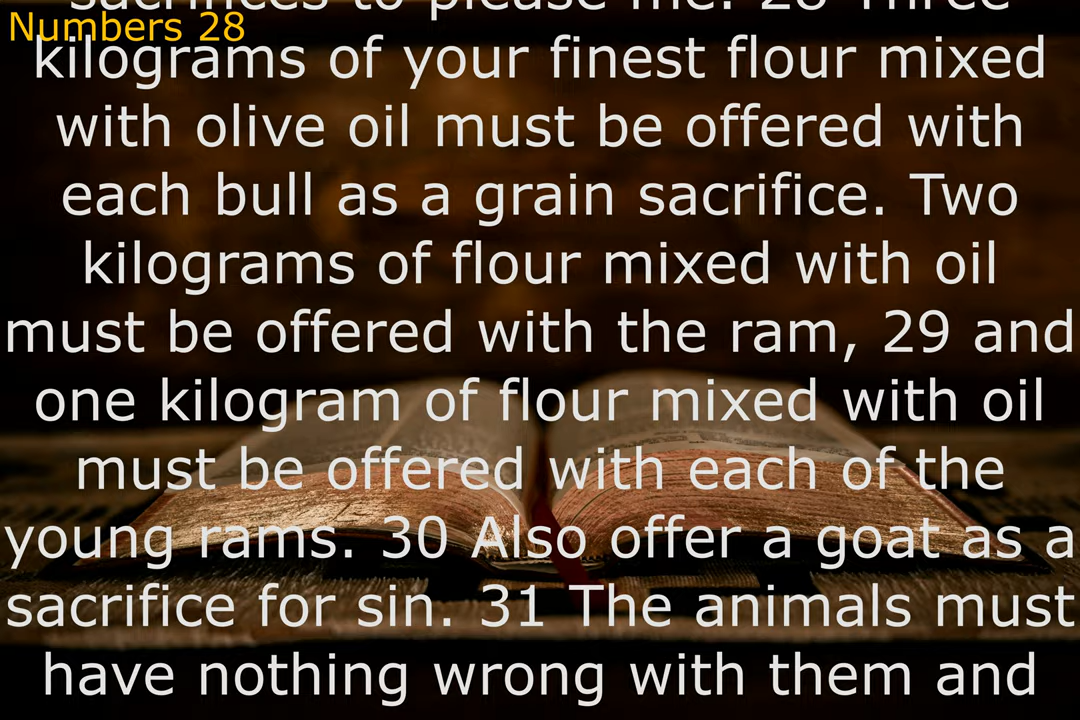 sacrifices to please me. 28 Three
Numbers 28
kilograms of your finest flour mixed
with olive oil must be offered with
each bull as a grain sacrifice. Two
kilograms of flour mixed with oil
must be offered with the ram, 29 and
one kilogram of flour mixed with oil
must be offered with each of the
young rams. 30 Also offer a goat as a
sacrifice for sin. 31 The animals must
have nothing wrong with them and